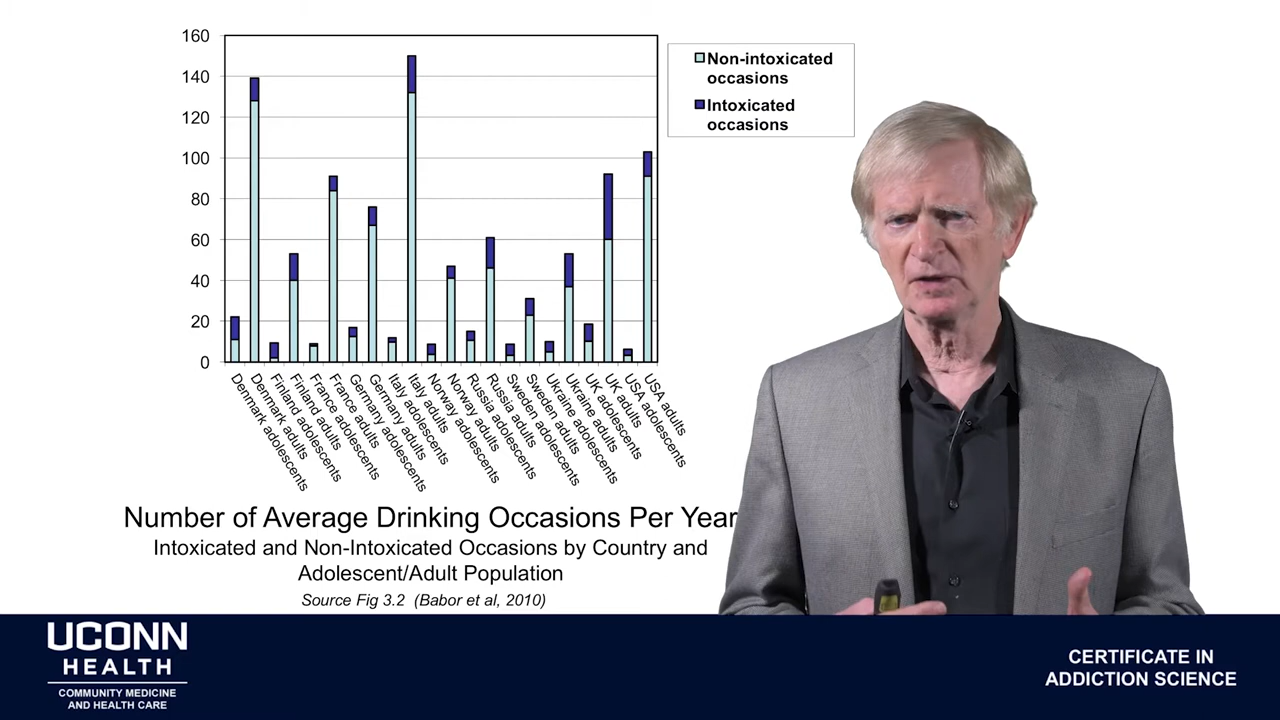 160
140
120
100
80
60
40
20
0
Non-intoxicated
occasions
Intoxicated
occasions
Denmark adolescents
Denmark adults
Finland adolescents
Finland adults
France adolescents
France adults
Germany adolescents
Germany adults
Italy adolescents
Italy adults
Norway adolescents
Norway adults
Russia adolescents
Russia adults
Sweden adolescents
Sweden adults
Ukraine adolescents
Ukraine adults
UK adolescents
UK adults
USA adolescents
USA adults
Number of Average Drinking Occasions Per Year
Intoxicated and Non-Intoxicated Occasions by Country and
Adolescent/Adult Population
Source Fig 3.2 (Babor et al, 2010)
UCONN
HEALTH
COMMUNITY MEDICINE
AND HEALTH CARE
CERTIFICATE IN
ADDICTION SCIENCE